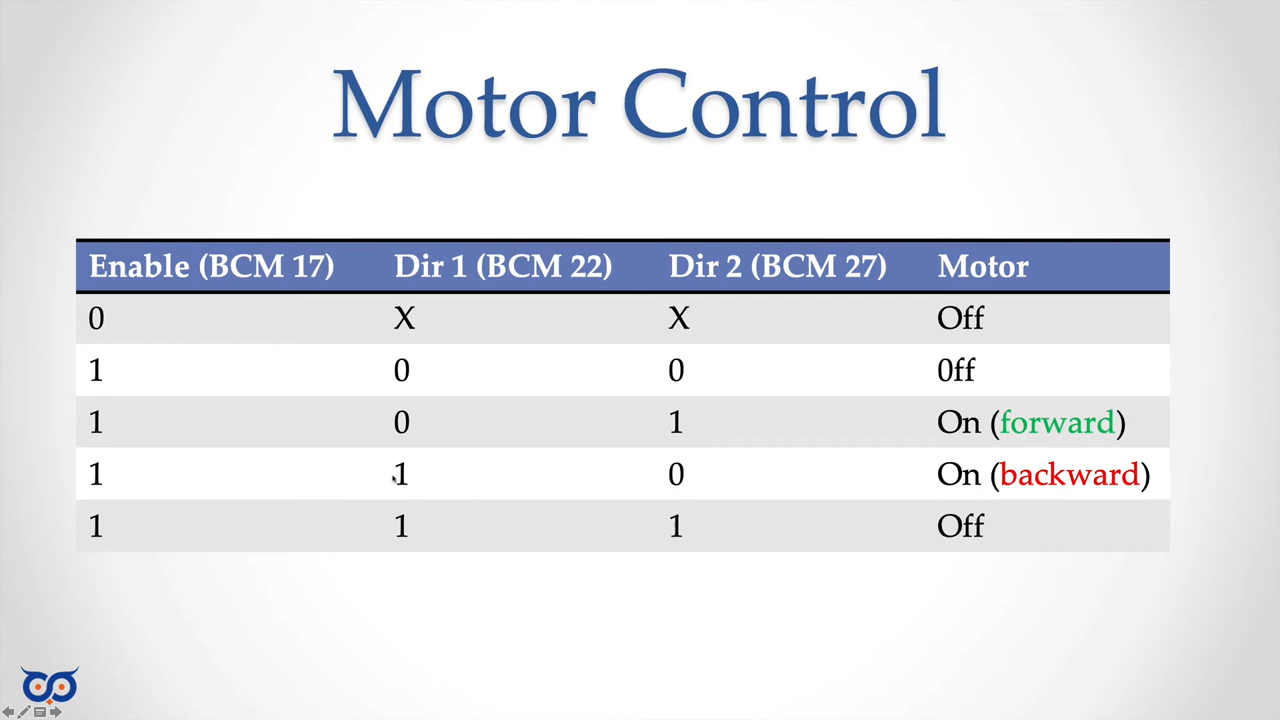 Motor Control
Enable (BCM 17) Dir 1 (BCM 22) Dir 2 (BCM 27) Motor
0 X X Off
1 0 0 0ff
1 0 1 On (forward)
1 1 0 On (backward)
1 1 1 Off